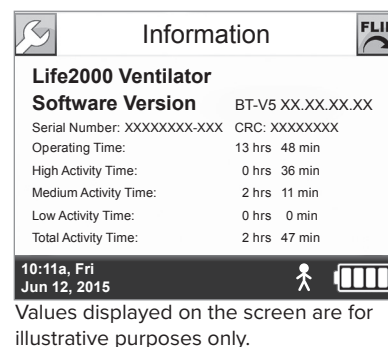 Information
FLIP
Life2000 Ventilator
Software Version BT-V5 XX.XX.XX.XX
Serial Number: XXXXXXXX-XXX CRC: XXXXXXXX
Operating Time: 13 hrs 48 min
High Activity Time: 0 hrs 36 min
Medium Activity Time: 2 hrs 11 min
Low Activity Time: 0 hrs 0 min
Total Activity Time: 2 hrs 47 min
10:11a, Fri
Jun 12, 2015
Values displayed on the screen are for
illustrative purposes only.